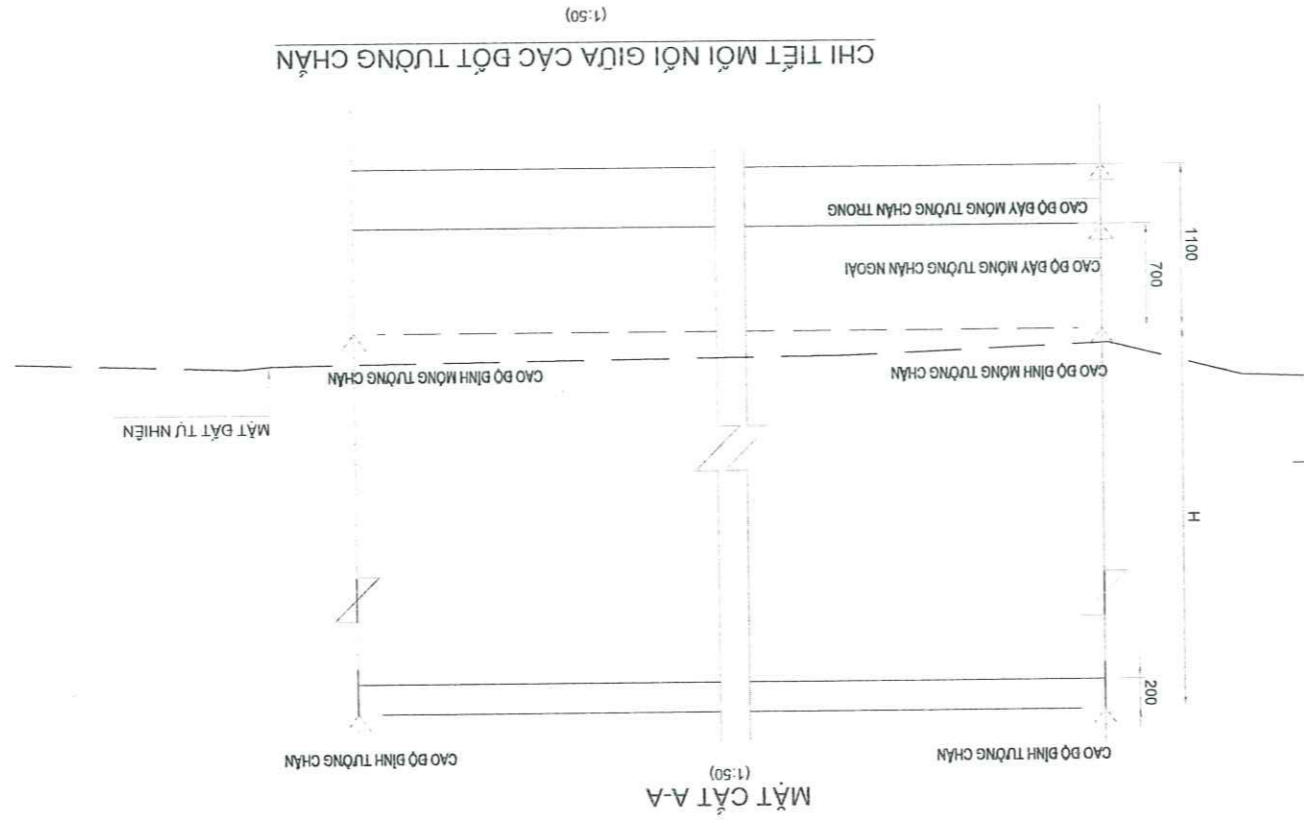 MẶT CẮT A-A
(1:50)
CAO ĐỘ ĐỈNH TƯỜNG CHẮN
CAO ĐỘ ĐỈNH TƯỜNG CHẮN
200
H
MẶT ĐẤT TỰ NHIÊN
CAO ĐỘ ĐỈNH MÓNG TƯỜNG CHẮN
CAO ĐỘ ĐỈNH MÓNG TƯỜNG CHẮN
700
1100
CAO ĐỘ ĐÁY MÓNG TƯỜNG CHẮN NGOÀI
CAO ĐỘ ĐÁY MÓNG TƯỜNG CHẮN TRONG
CHI TIẾT MỐI NỐI GIỮA CÁC ĐỐT TƯỜNG CHẮN
(1:50)